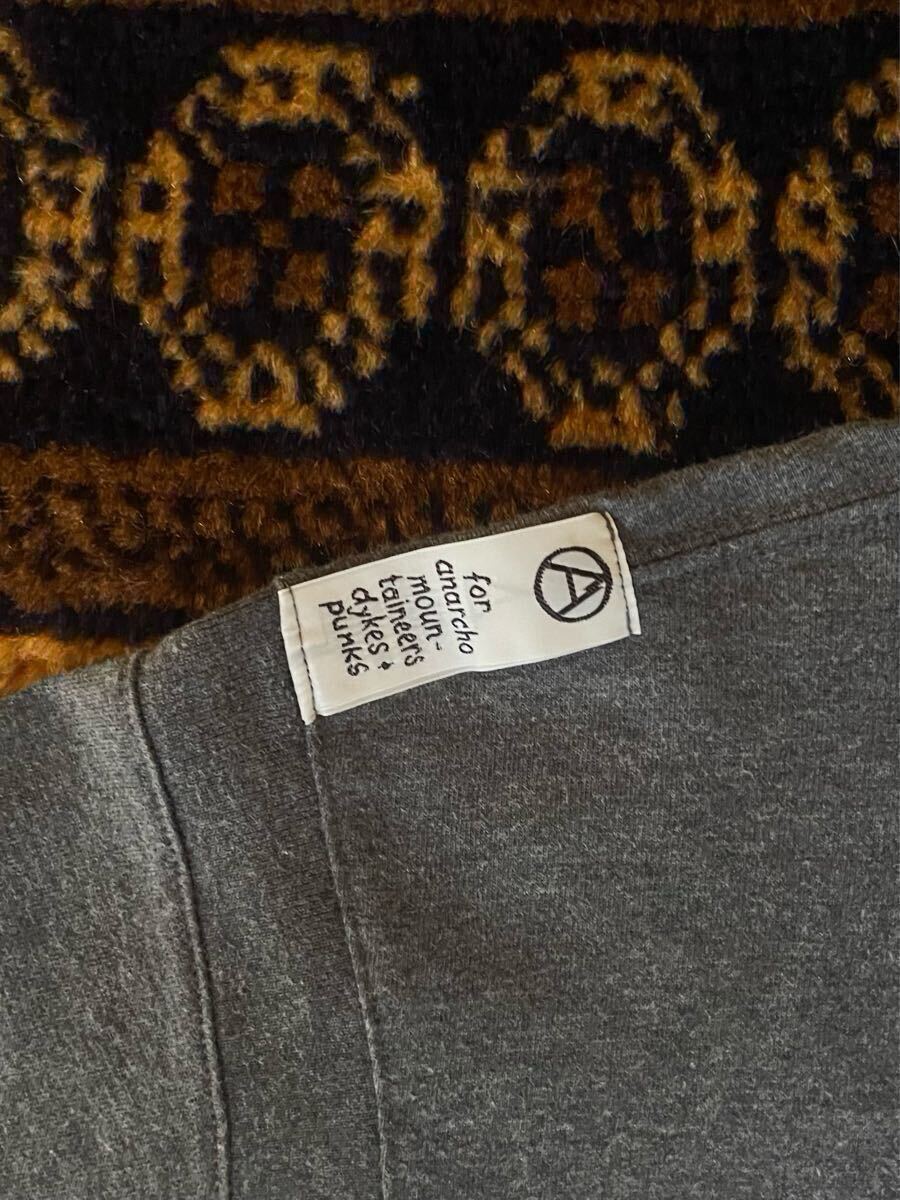 for
anarcho
moun-
taineers
dykes &
punks